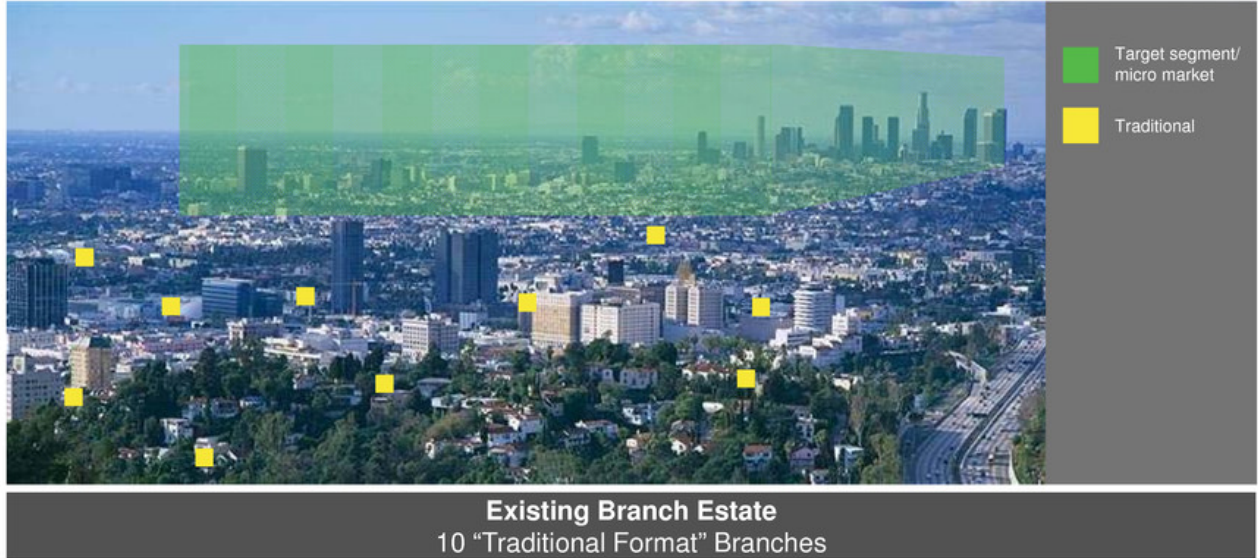 Target segment/
micro market
Traditional
Existing Branch Estate
10 “Traditional Format” Branches